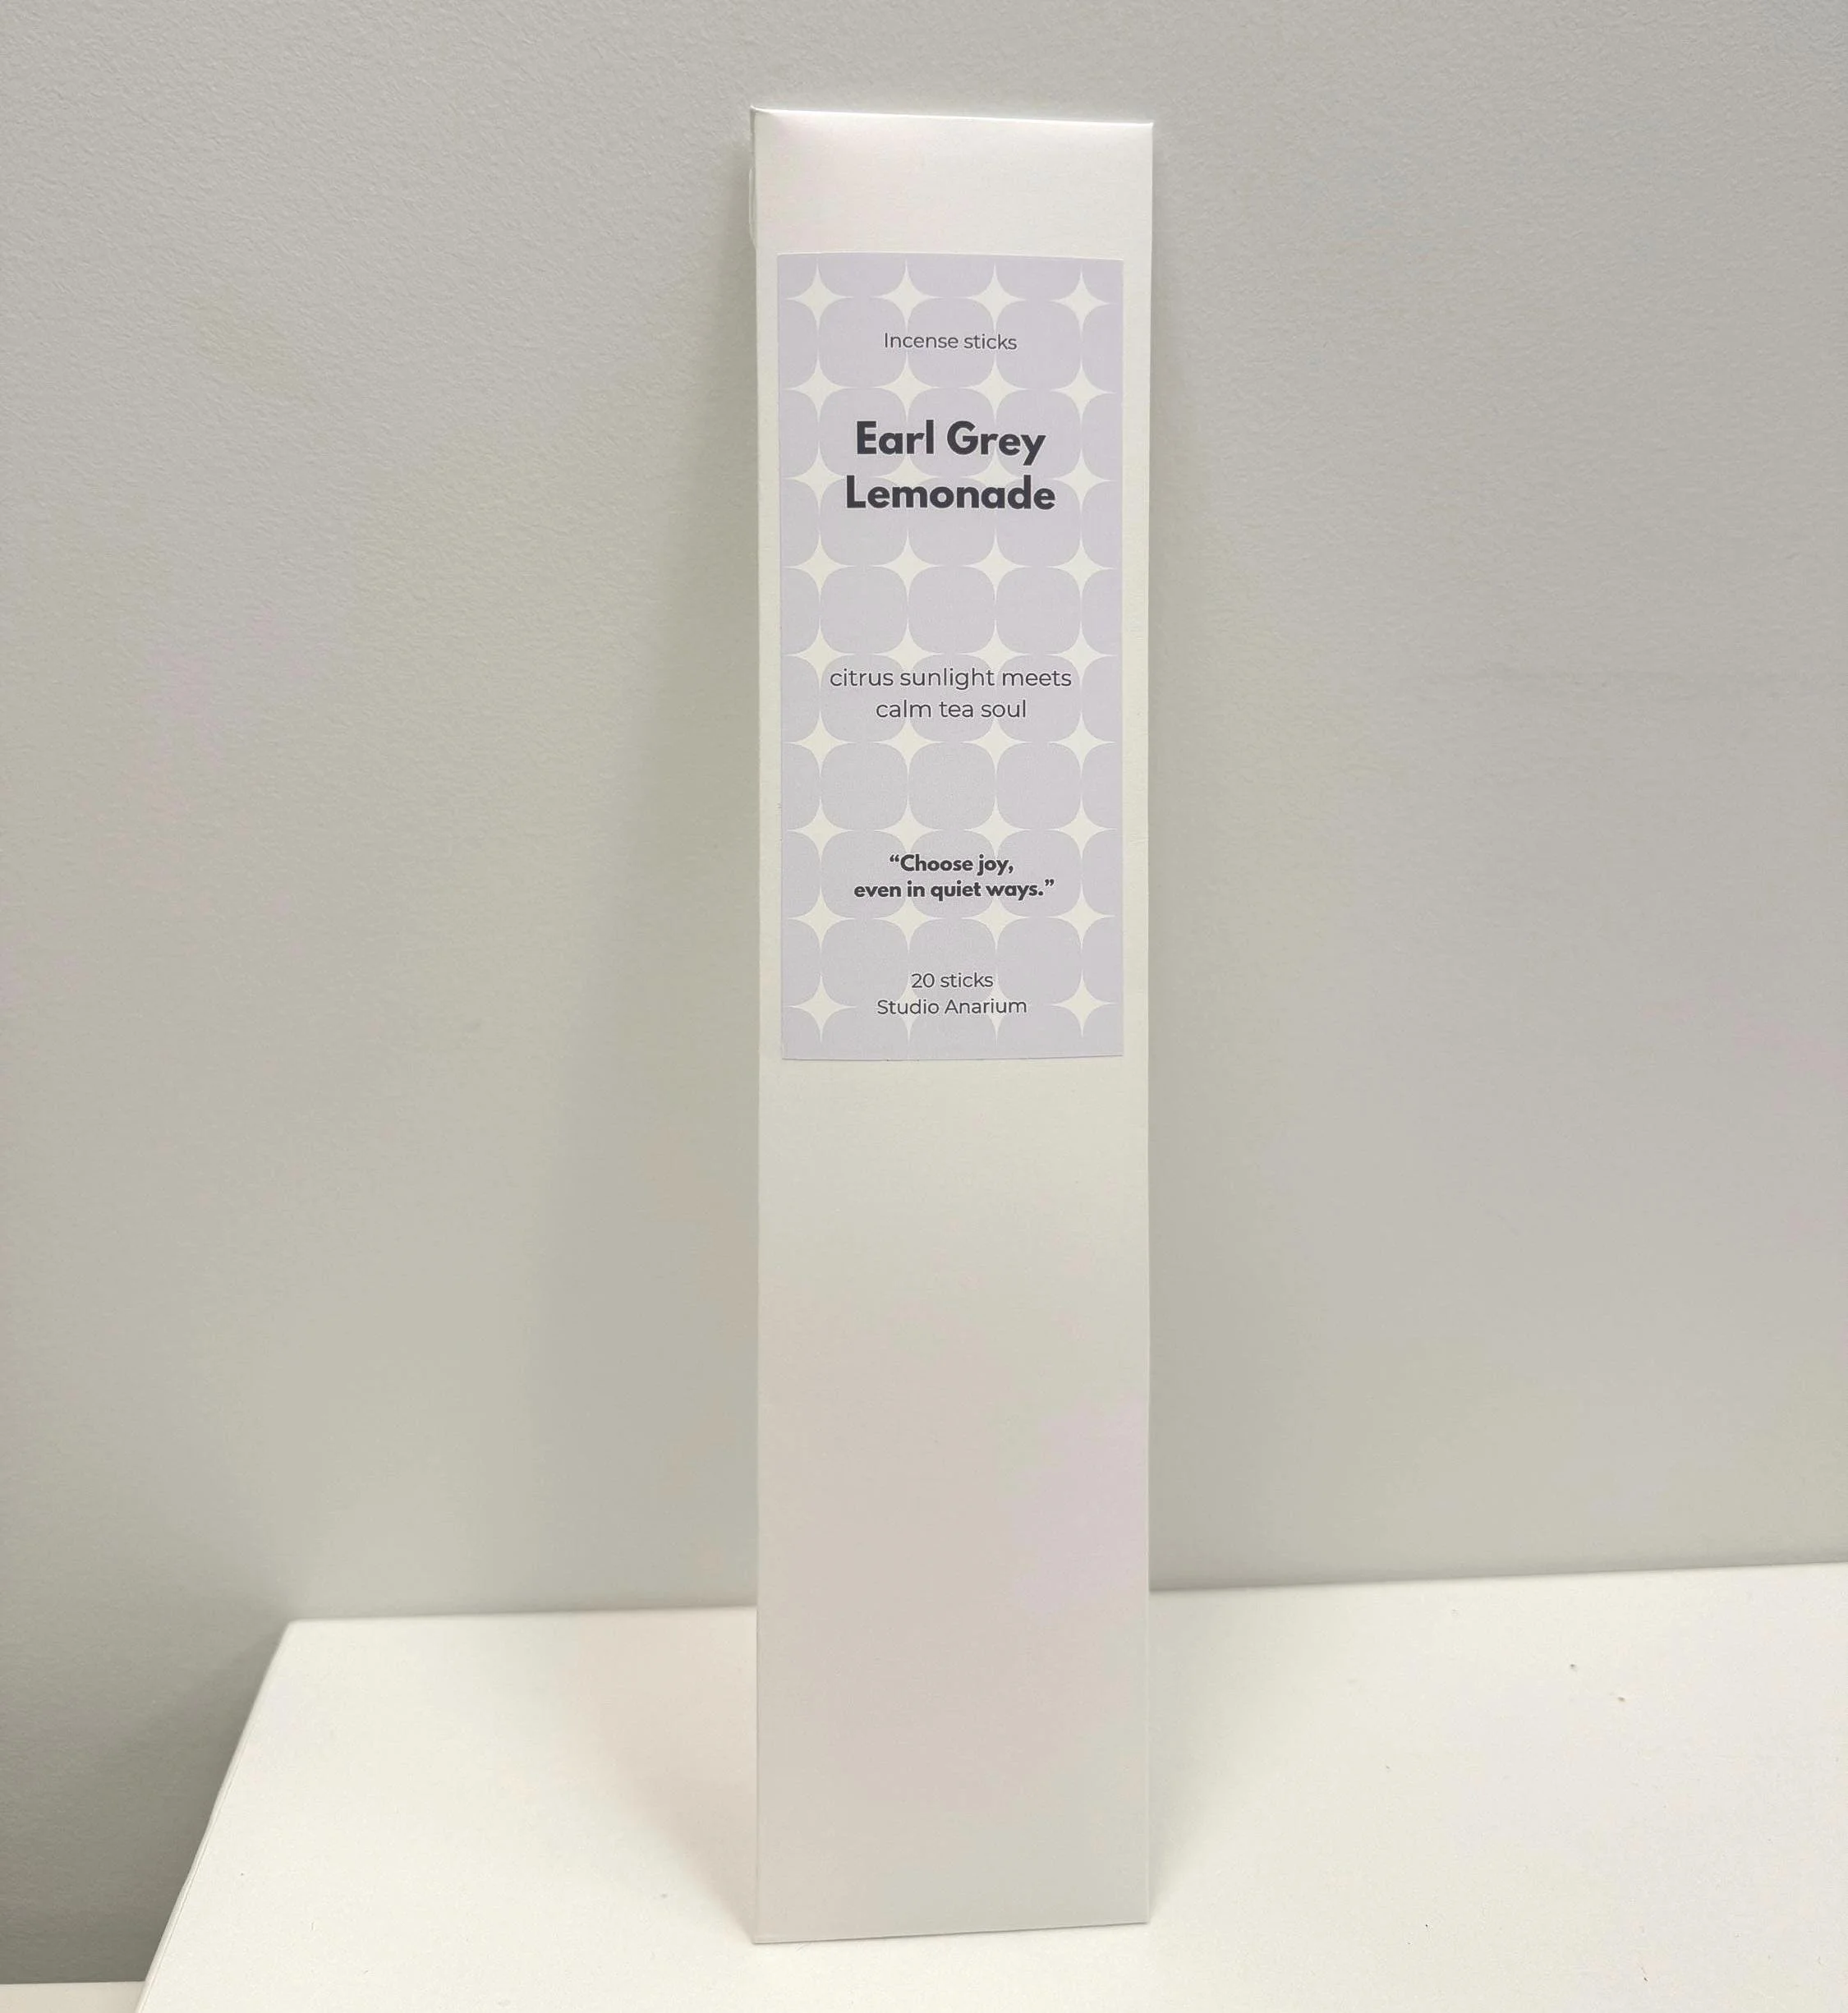 Incense sticks
Earl Grey
Lemonade
citrus sunlight meets
calm tea soul
“Choose joy,
even in quiet ways.”
20 sticks
Studio Anarium